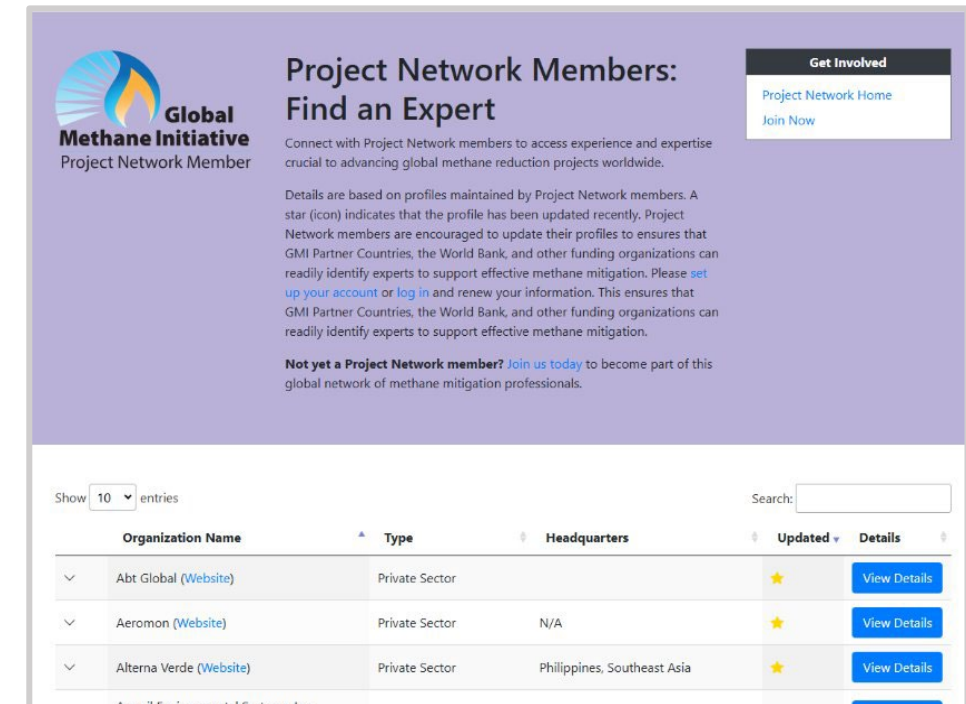 Global
Methane Initiative
Project Network Member
Project Network Members:
Find an Expert
Connect with Project Network members to access experience and expertise
crucial to advancing global methane reduction projects worldwide.
Details are based on profiles maintained by Project Network members. A
star (icon) indicates that the profile has been updated recently. Project
Network members are encouraged to update their profiles to ensures that
GMI Partner Countries, the World Bank, and other funding organizations can
readily identify experts to support effective methane mitigation. Please set
up your account or log in and renew your information. This ensures that
GMI Partner Countries, the World Bank, and other funding organizations can
readily identify experts to support effective methane mitigation.
Not yet a Project Network member? Join us today to become part of this
global network of methane mitigation professionals.
Get Involved
Project Network Home
Join Now
Show 10 entries
Search:
Organization Name Type Headquarters Updated Details
Abt Global (Website) Private Sector View Details
Aeromon (Website) Private Sector N/A View Details
Alterna Verde (Website) Private Sector Philippines, Southeast Asia View Details